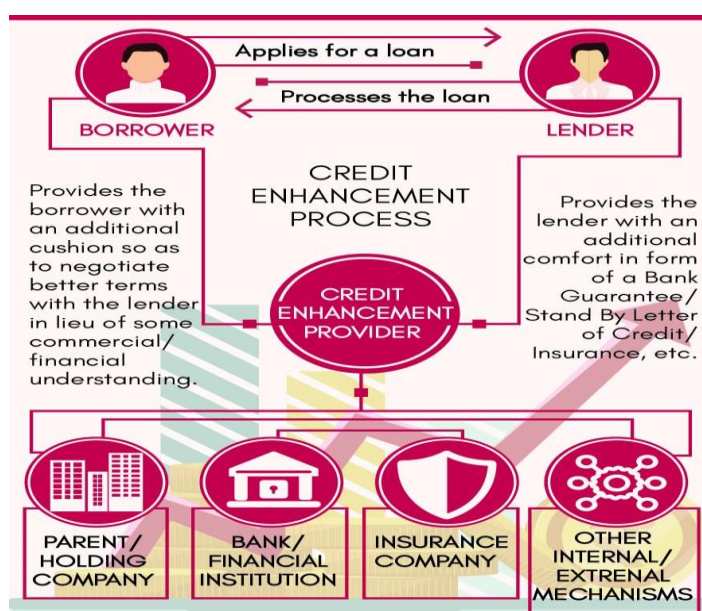 Applies for a loan
Processes the loan
BORROWER
LENDER
CREDIT
ENHANCEMENT
PROCESS
Provides the
borrower with
an additional
cushion so as
to negotiate
better terms
with the lender
in lieu of some
commercial/
financial
understanding.
Provides the
lender with an
additional
comfort in form
of a Bank
Guarantee/
Stand By Letter
of Credit/
Insurance, etc.
CREDIT
ENHANCEMENT
PROVIDER
PARENT/
HOLDING
COMPANY
BANK/
FINANCIAL
INSTITUTION
INSURANCE
COMPANY
OTHER
INTERNAL/
EXTRENAL
MECHANISMS